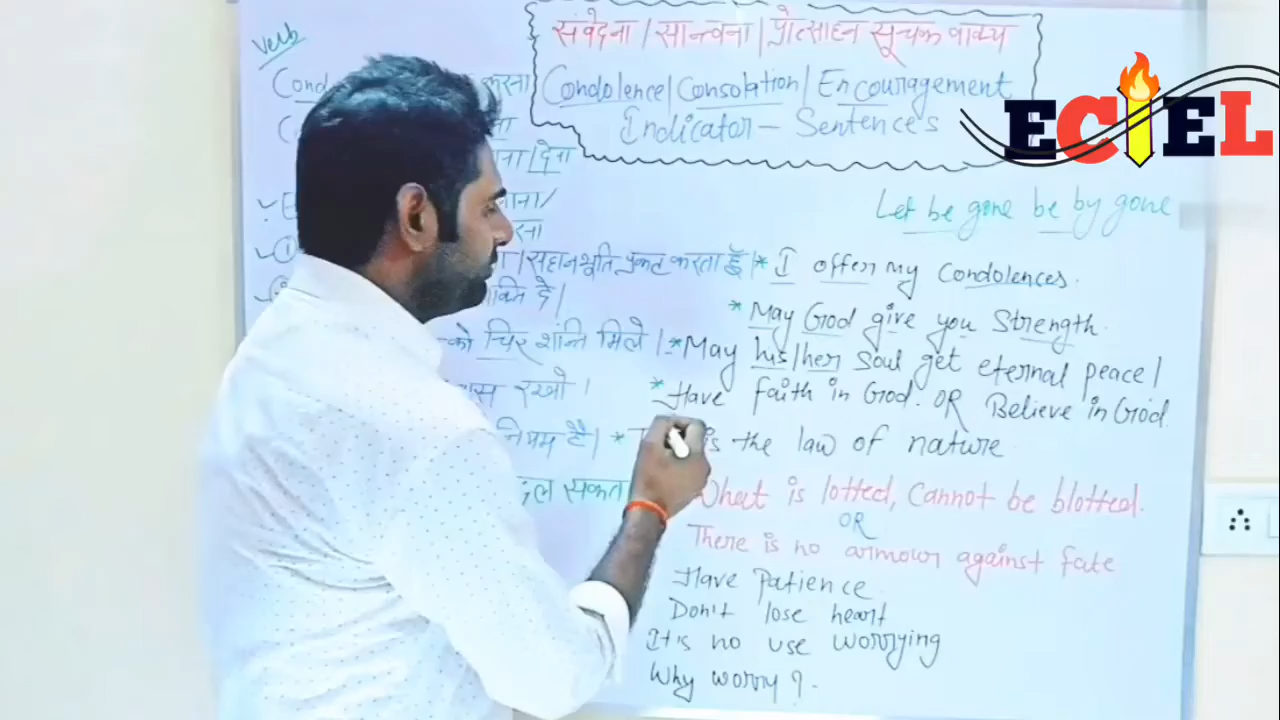 Verb
संवेदना / सान्त्वना / प्रोत्साहन सूचक वाक्य
Condolence / Consolation / Encouragement
Indicator - Sentences
ECIEL
करना
देना
Let be gone be by gone
सहानभूति प्रकट करता हूँ। * I offer my condolences.
दे। * May God give you strength.
को चिर शांन्ति मिले। * May his/her soul get eternal peace/
रखो। * Have faith in God. OR Believe in God
नियम है। * is the law of nature
सकत What is lotted, cannot be blotted.
OR
There is no armour against fate
Have Patience
Don't lose heart
It's no use worrying
Why worry?